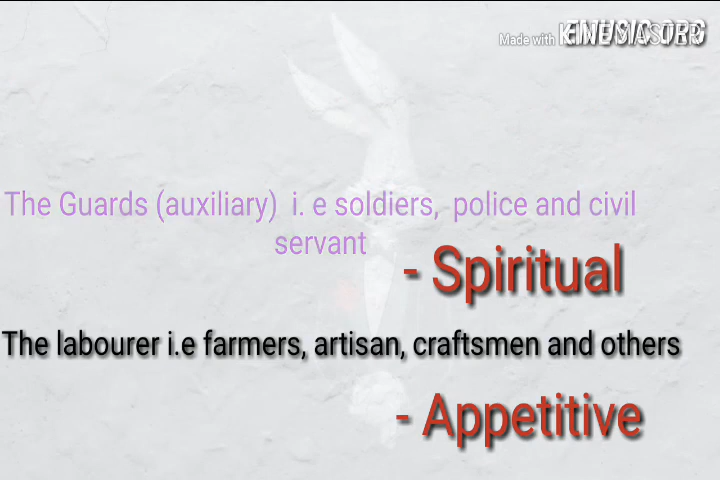 Made with KINEMASTER
The Guards (auxiliary) i. e soldiers, police and civil
servant
- Spiritual
The labourer i.e farmers, artisan, craftsmen and others
- Appetitive